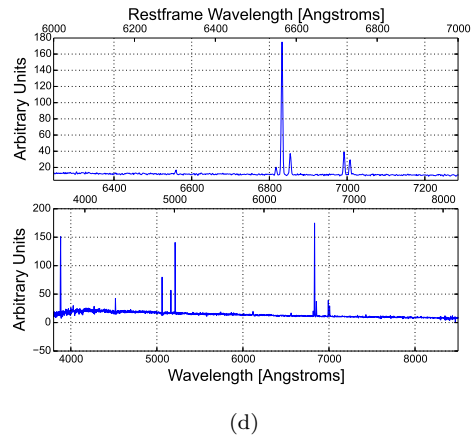 Restframe Wavelength [Angstroms]
6000 6200 6400 6600 6800 7000
180
160
140
120
100
80
60
40
20
Arbitrary Units
6400 6600 6800 7000 7200
4000 5000 6000 7000 8000
200
150
100
50
0
−50
Arbitrary Units
4000 5000 6000 7000 8000
Wavelength [Angstroms]
(d)